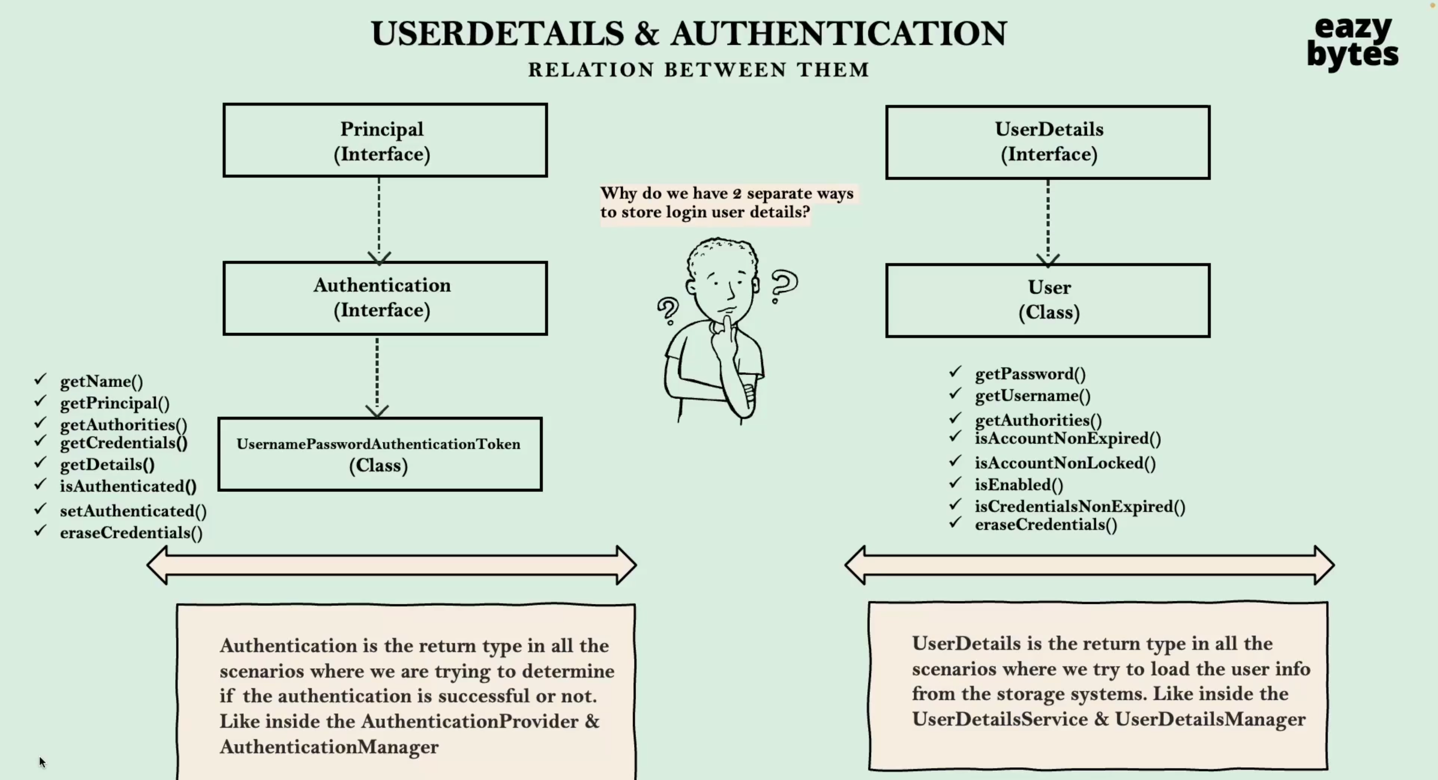 USERDETAILS & AUTHENTICATION
RELATION BETWEEN THEM
eazy
bytes
Principal
(Interface)
Authentication
(Interface)
UsernamePasswordAuthenticationToken
(Class)
✓ getName()
✓ getPrincipal()
✓ getAuthorities()
✓ getCredentials()
✓ getDetails()
✓ isAuthenticated()
✓ setAuthenticated()
✓ eraseCredentials()
Why do we have 2 separate ways
to store login user details?
? ?
UserDetails
(Interface)
User
(Class)
✓ getPassword()
✓ getUsername()
✓ getAuthorities()
✓ isAccountNonExpired()
✓ isAccountNonLocked()
✓ isEnabled()
✓ isCredentialsNonExpired()
✓ eraseCredentials()
Authentication is the return type in all the
scenarios where we are trying to determine
if the authentication is successful or not.
Like inside the AuthenticationProvider &
AuthenticationManager
UserDetails is the return type in all the
scenarios where we try to load the user info
from the storage systems. Like inside the
UserDetailsService & UserDetailsManager